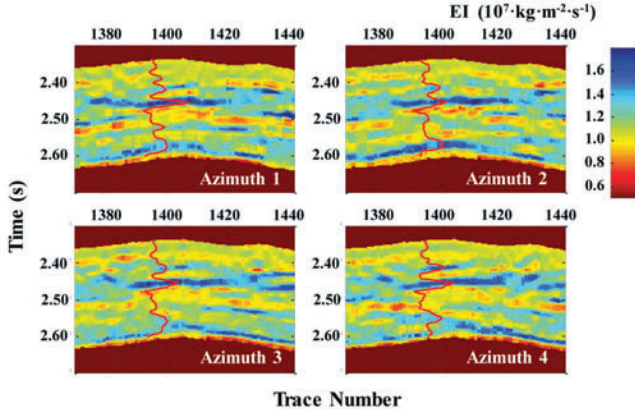 EI (10⁷·kg·m⁻²·s⁻¹)
1380 1400 1420 1440
1380 1400 1420 1440
2.40
2.50
2.60
Azimuth 1
2.40
2.50
2.60
Azimuth 2
1.6
1.4
1.2
1.0
0.8
0.6
Time (s)
1380 1400 1420 1440
1380 1400 1420 1440
2.40
2.50
2.60
Azimuth 3
2.40
2.50
2.60
Azimuth 4
Trace Number